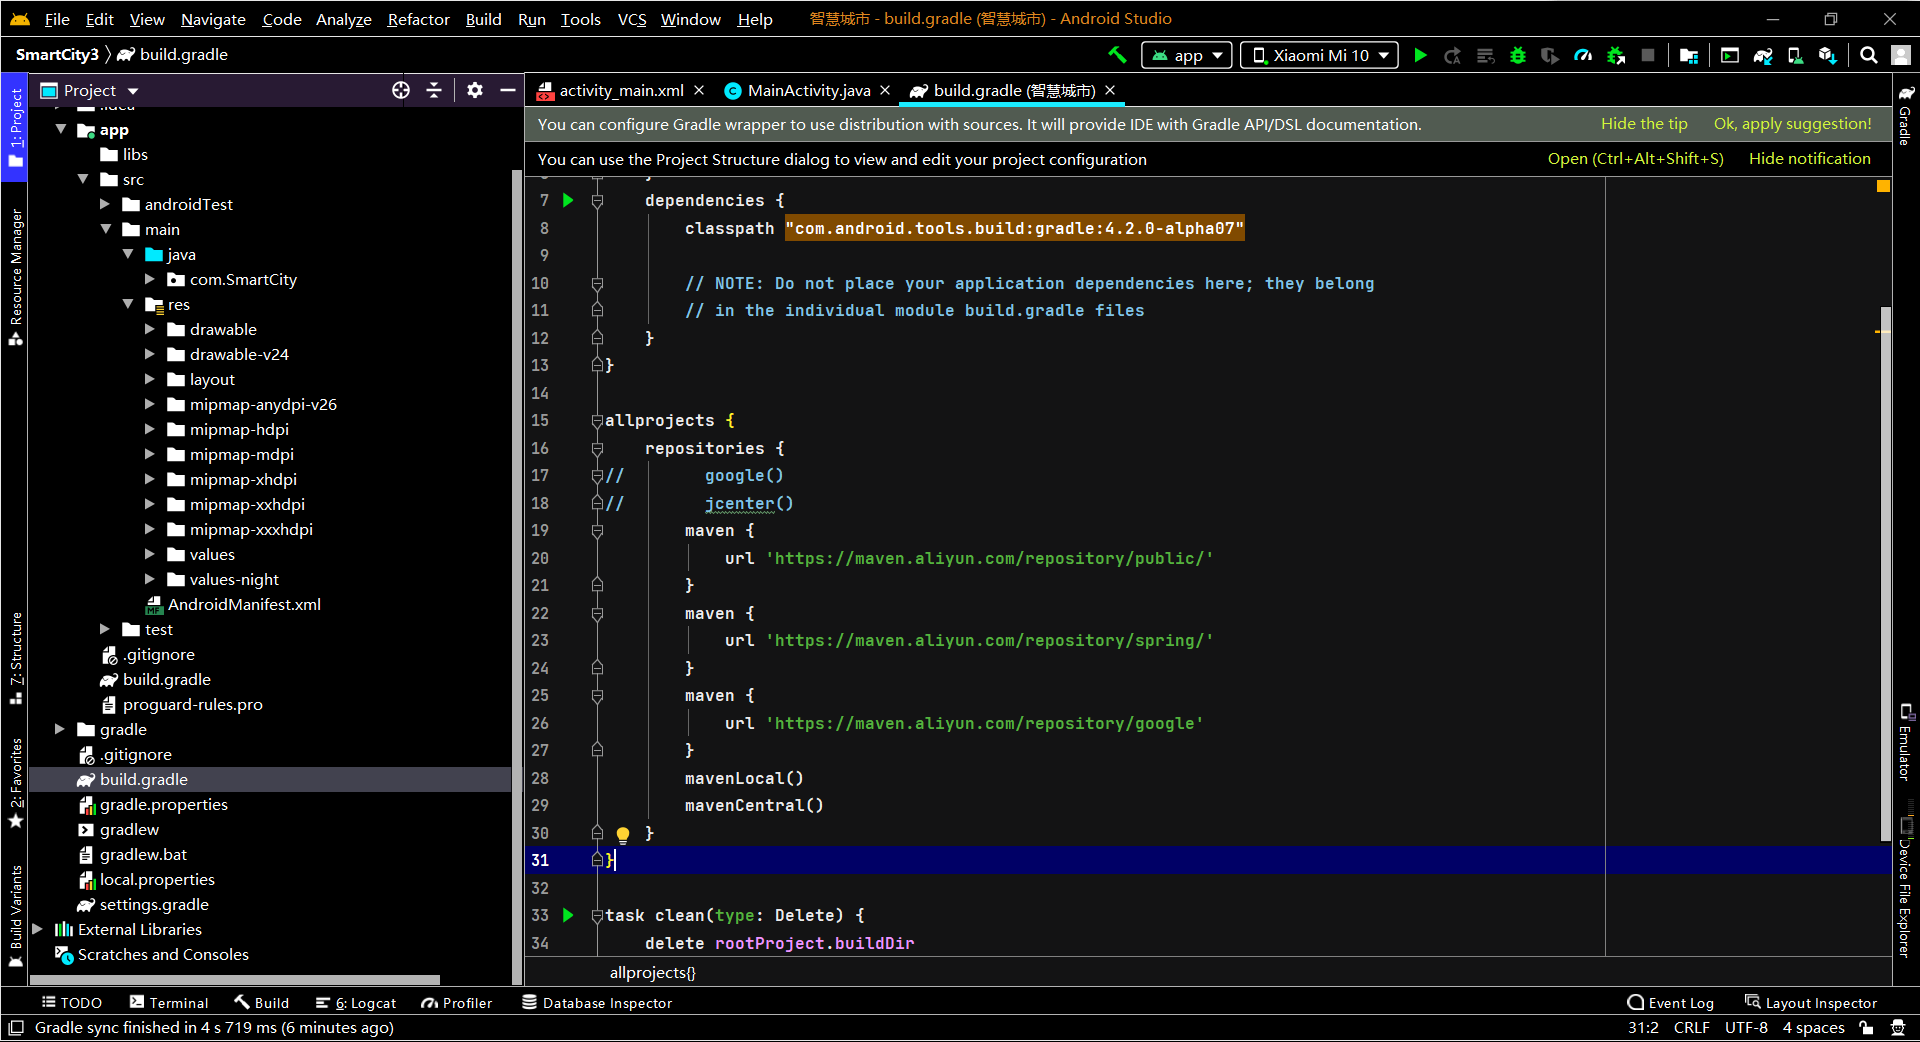 File Edit View Navigate Code Analyze Refactor Build Run Tools VCS Window Help 智慧城市 - build.gradle (智慧城市) - Android Studio
SmartCity3 build.gradle
app
Xiaomi Mi 10
1: Project
Resource Manager
7: Structure
2: Favorites
Build Variants
Project
.idea
app
libs
src
androidTest
main
java
com.SmartCity
res
drawable
drawable-v24
layout
mipmap-anydpi-v26
mipmap-hdpi
mipmap-mdpi
mipmap-xhdpi
mipmap-xxhdpi
mipmap-xxxhdpi
values
values-night
AndroidManifest.xml
test
.gitignore
build.gradle
proguard-rules.pro
gradle
.gitignore
build.gradle
gradle.properties
gradlew
gradlew.bat
local.properties
settings.gradle
External Libraries
Scratches and Consoles
activity_main.xml MainActivity.java build.gradle (智慧城市)
You can configure Gradle wrapper to use distribution with sources. It will provide IDE with Gradle API/DSL documentation. Hide the tip Ok, apply suggestion!
You can use the Project Structure dialog to view and edit your project configuration Open (Ctrl+Alt+Shift+S) Hide notification
7 dependencies {
8 classpath "com.android.tools.build:gradle:4.2.0-alpha07"
9
10 // NOTE: Do not place your application dependencies here; they belong
11 // in the individual module build.gradle files
12 }
13 }
14
15 allprojects {
16 repositories {
17 // google()
18 // jcenter()
19 maven {
20 url 'https://maven.aliyun.com/repository/public/'
21 }
22 maven {
23 url 'https://maven.aliyun.com/repository/spring/'
24 }
25 maven {
26 url 'https://maven.aliyun.com/repository/google'
27 }
28 mavenLocal()
29 mavenCentral()
30 }
31 }
32
33 task clean(type: Delete) {
34 delete rootProject.buildDir
allprojects{}
Gradle
Emulator
Device File Explorer
TODO Terminal Build 6: Logcat Profiler Database Inspector Event Log Layout Inspector
Gradle sync finished in 4 s 719 ms (6 minutes ago) 31:2 CRLF UTF-8 4 spaces